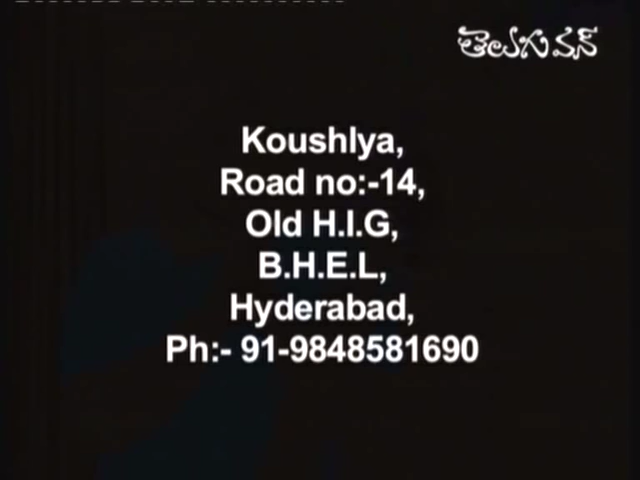 తెలుగువన్
Koushlya,
Road no:-14,
Old H.I.G,
B.H.E.L,
Hyderabad,
Ph:- 91-9848581690